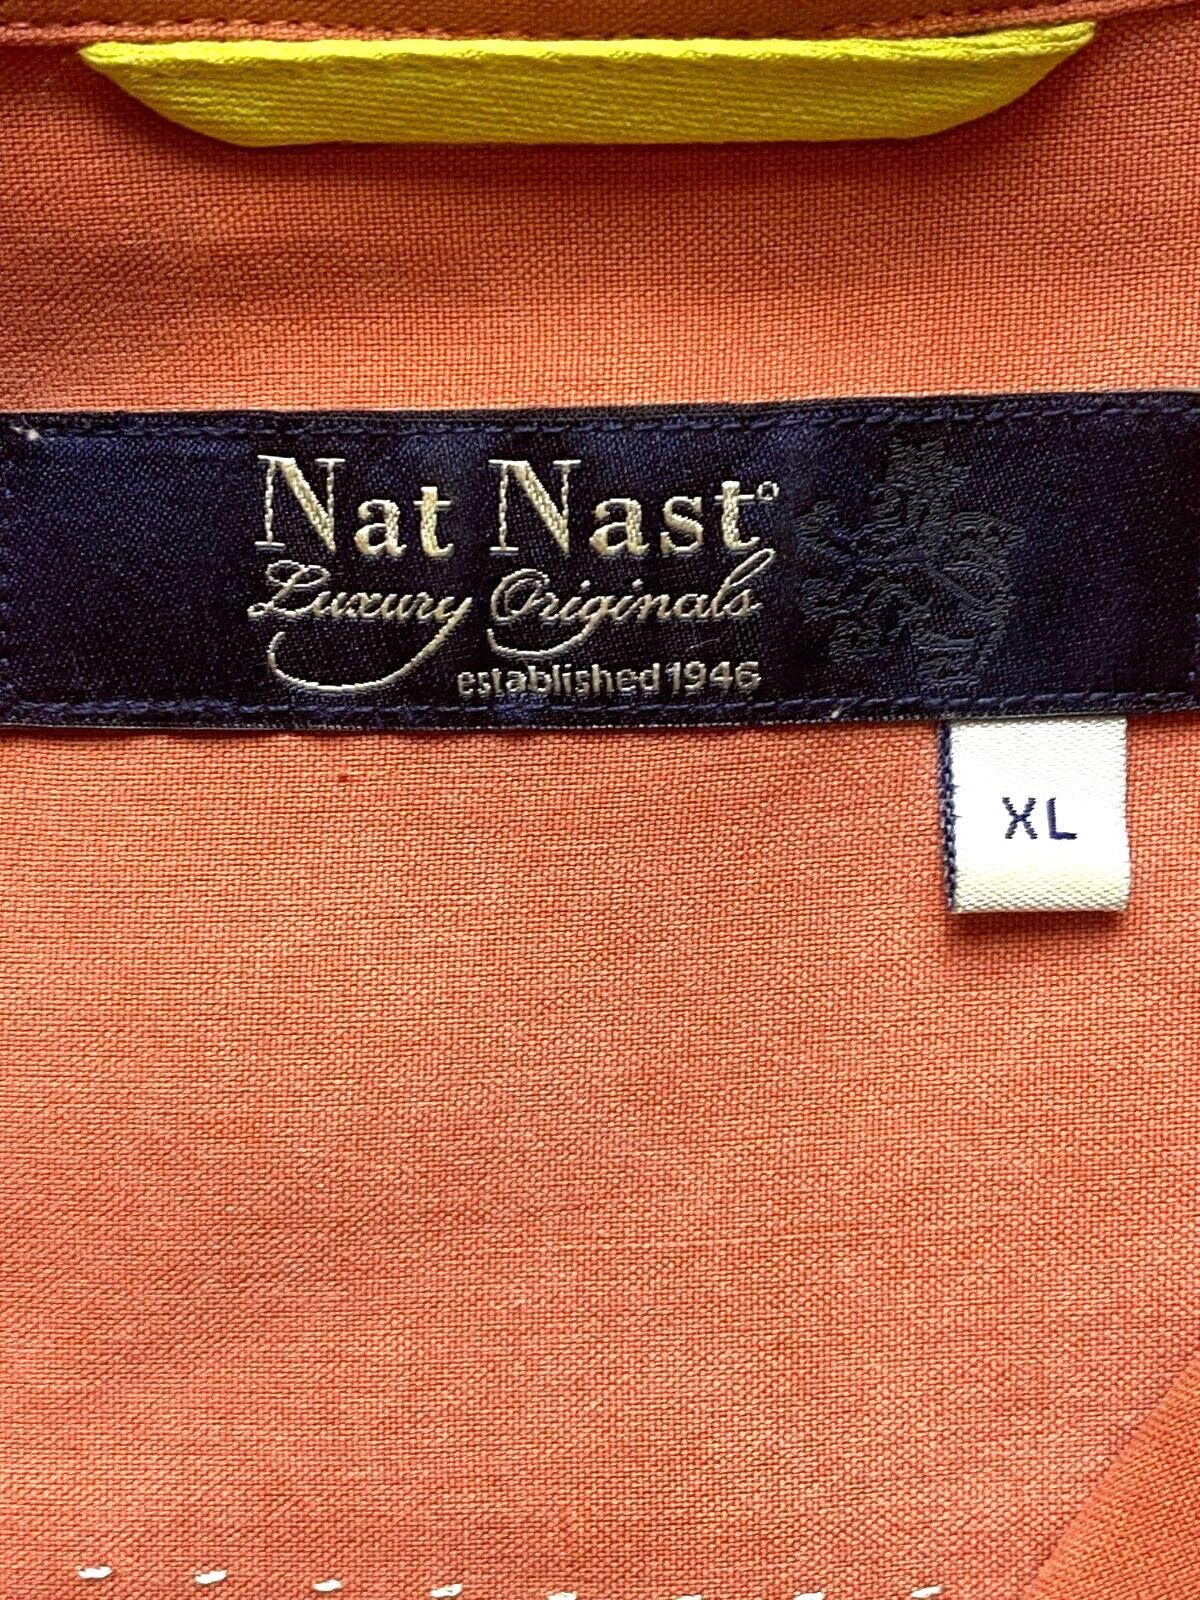 Nat Nast
Luxury Originals
established 1946
XL